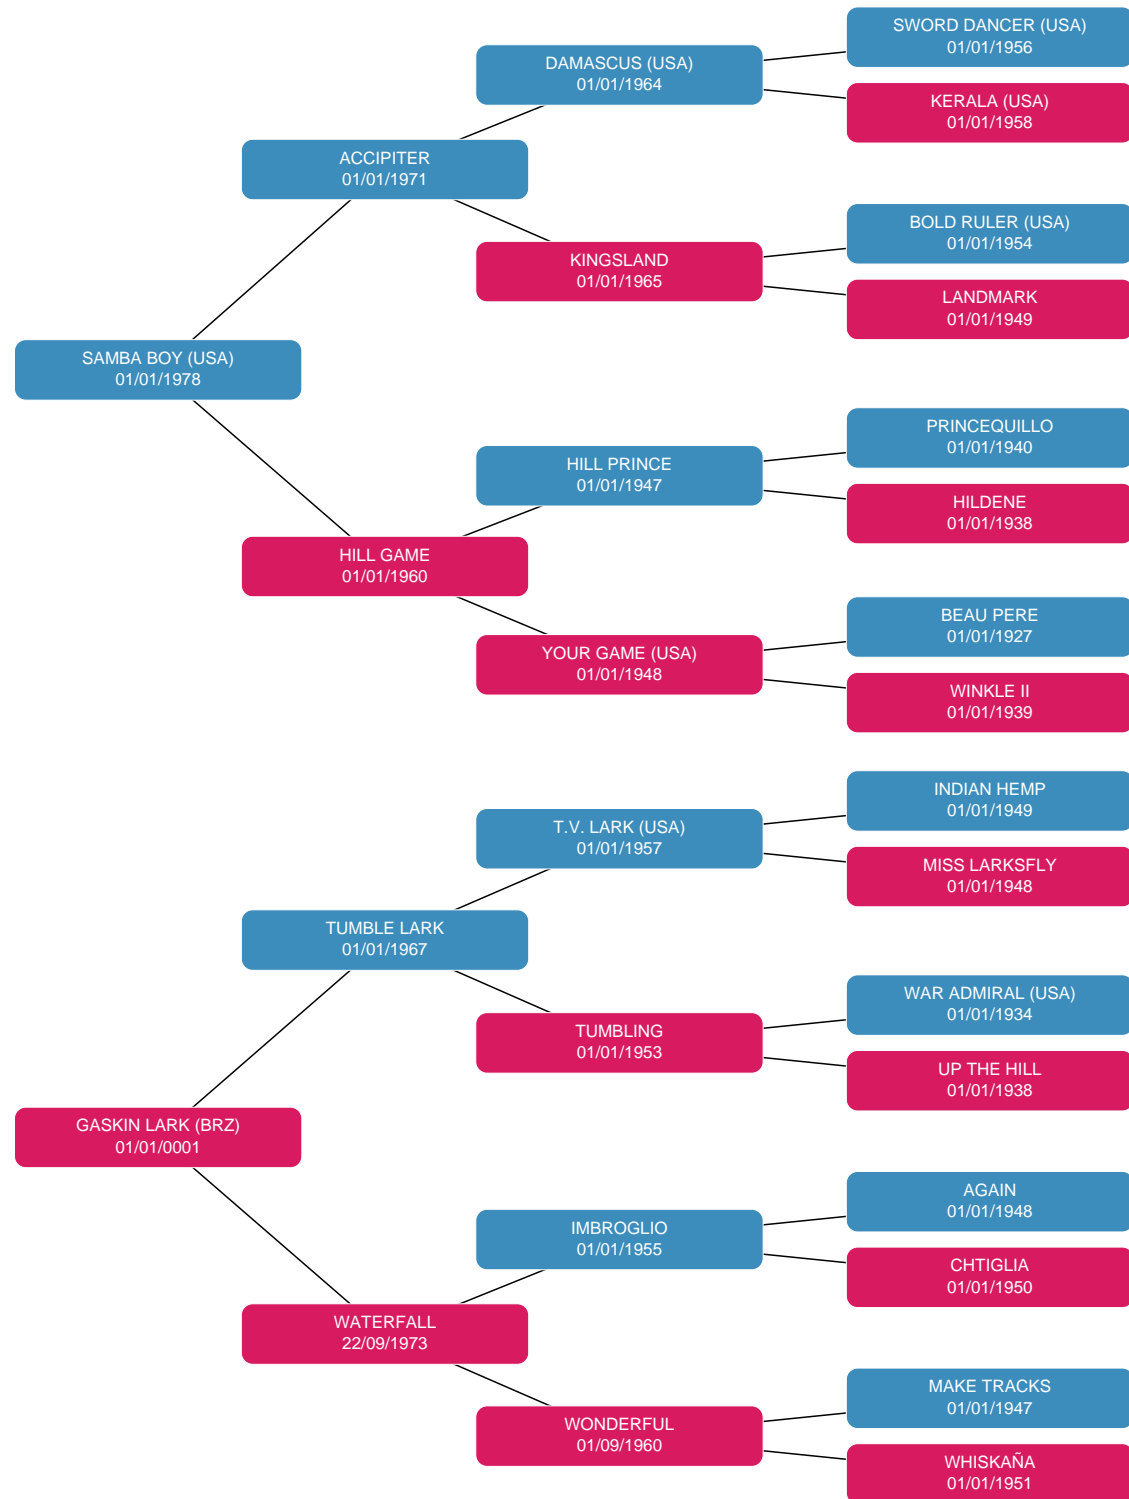 SWORD DANCER (USA)
01/01/1956
DAMASCUS (USA)
01/01/1964
KERALA (USA)
01/01/1958
ACCIPITER
01/01/1971
BOLD RULER (USA)
01/01/1954
KINGSLAND
01/01/1965
LANDMARK
01/01/1949
SAMBA BOY (USA)
01/01/1978
PRINCEQUILLO
01/01/1940
HILL PRINCE
01/01/1947
HILDENE
01/01/1938
HILL GAME
01/01/1960
BEAU PERE
01/01/1927
YOUR GAME (USA)
01/01/1948
WINKLE II
01/01/1939
INDIAN HEMP
01/01/1949
T.V. LARK (USA)
01/01/1957
MISS LARKSFLY
01/01/1948
TUMBLE LARK
01/01/1967
WAR ADMIRAL (USA)
01/01/1934
TUMBLING
01/01/1953
UP THE HILL
01/01/1938
GASKIN LARK (BRZ)
01/01/0001
AGAIN
01/01/1948
IMBROGLIO
01/01/1955
CHTIGLIA
01/01/1950
WATERFALL
22/09/1973
MAKE TRACKS
01/01/1947
WONDERFUL
01/09/1960
WHISKAÑA
01/01/1951